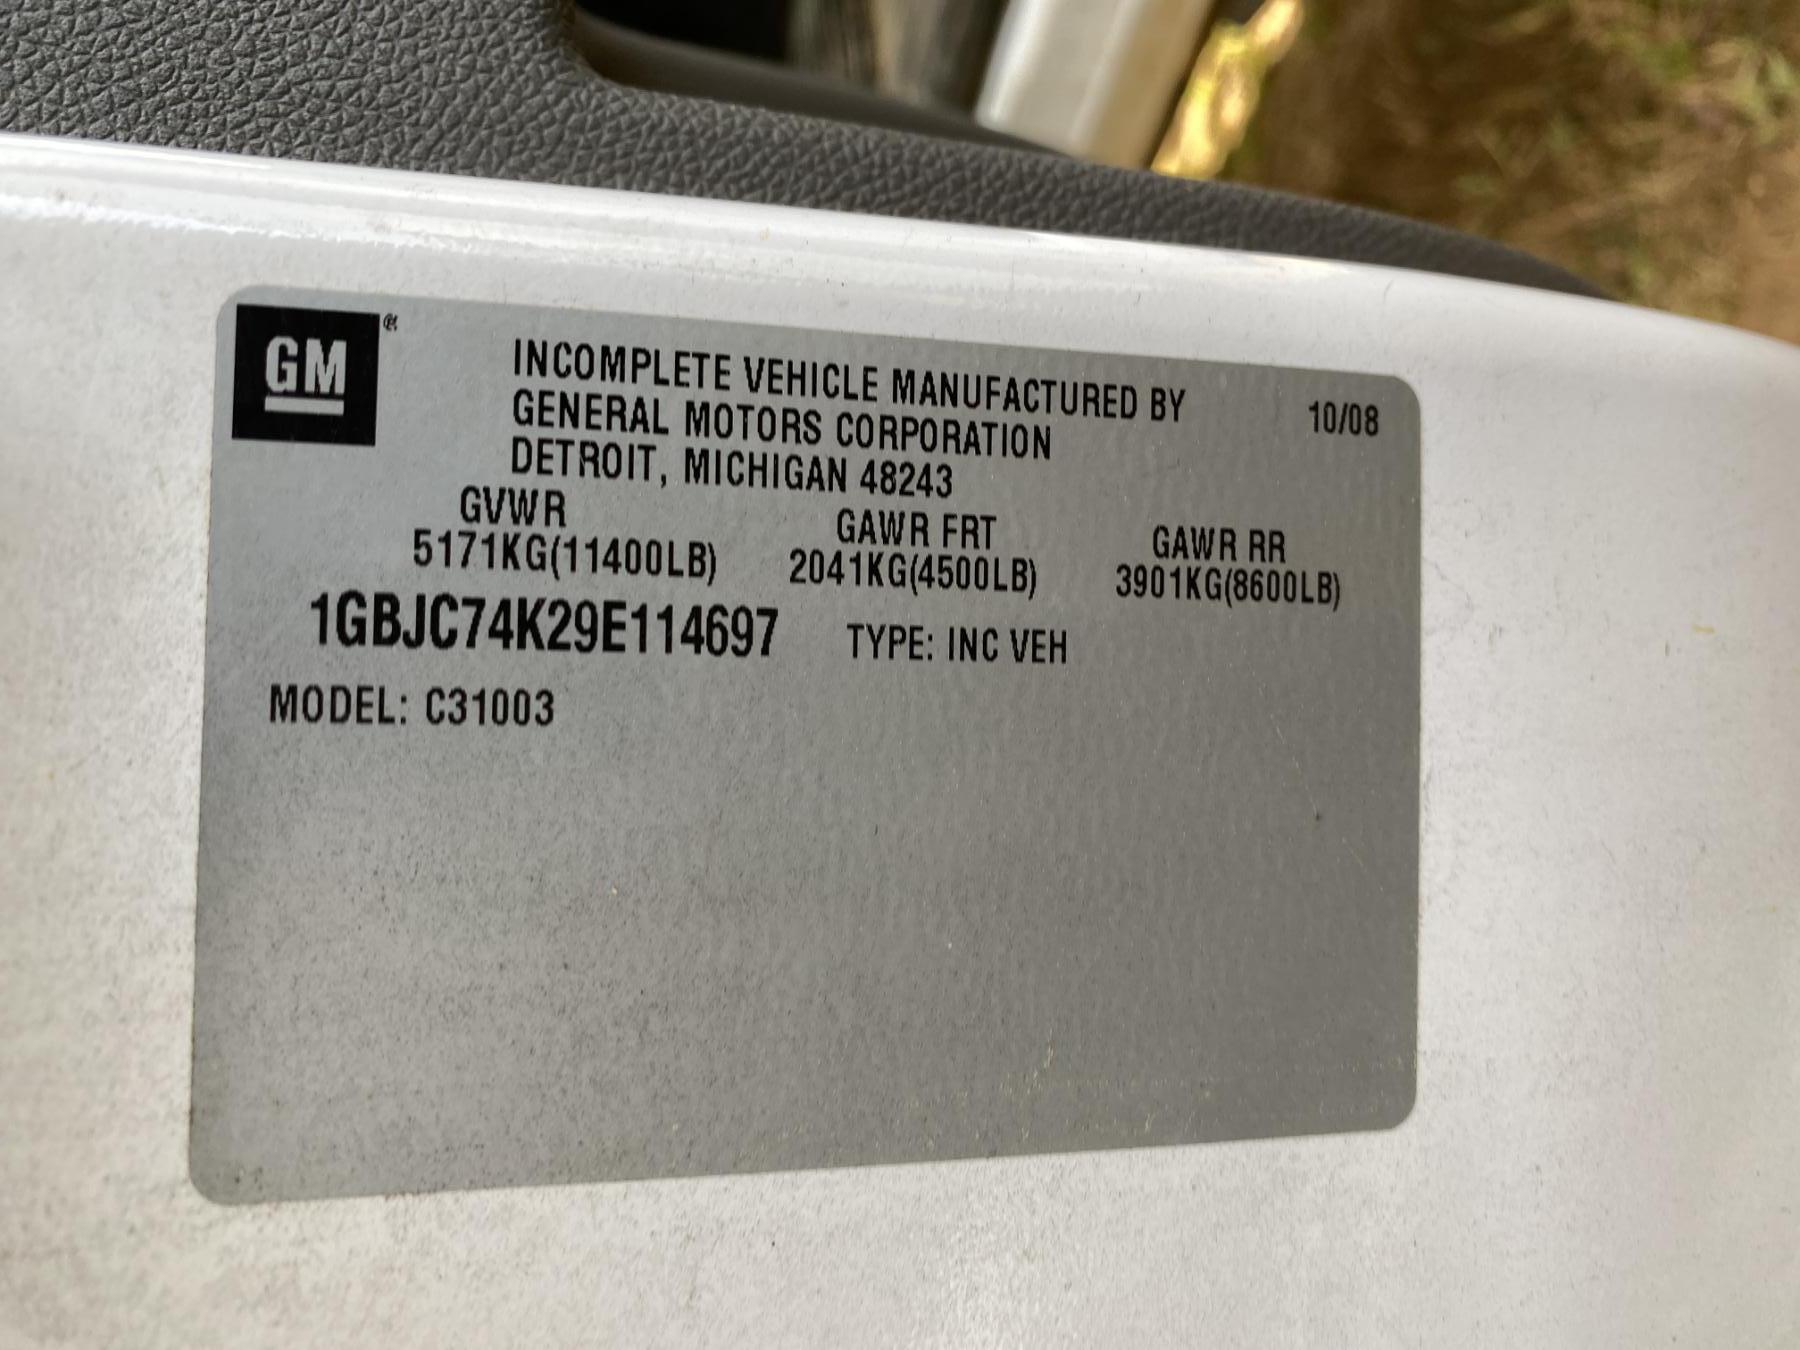 GM®
INCOMPLETE VEHICLE MANUFACTURED BY
GENERAL MOTORS CORPORATION
DETROIT, MICHIGAN 48243
10/08
GVWR GAWR FRT GAWR RR
5171KG(11400LB) 2041KG(4500LB) 3901KG(8600LB)
1GBJC74K29E114697 TYPE: INC VEH
MODEL: C31003